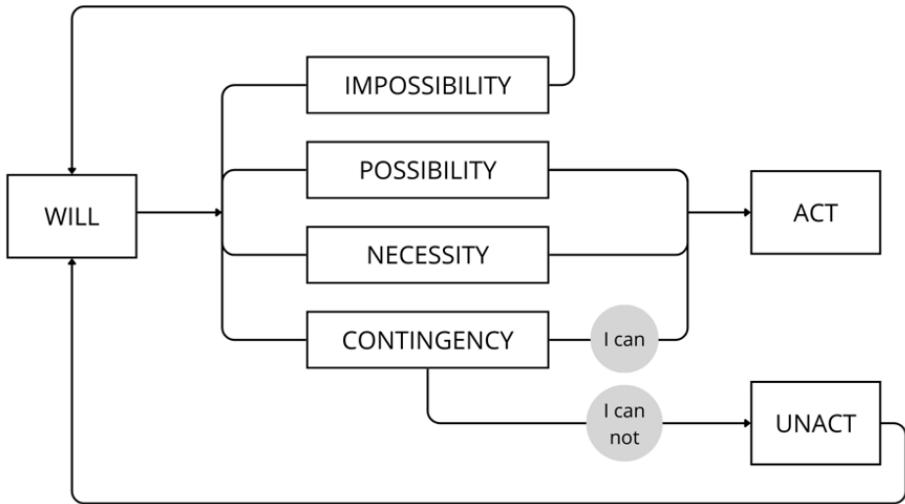 IMPOSSIBILITY
POSSIBILITY
WILL
ACT
NECESSITY
CONTINGENCY
I can
I can
not
UNACT